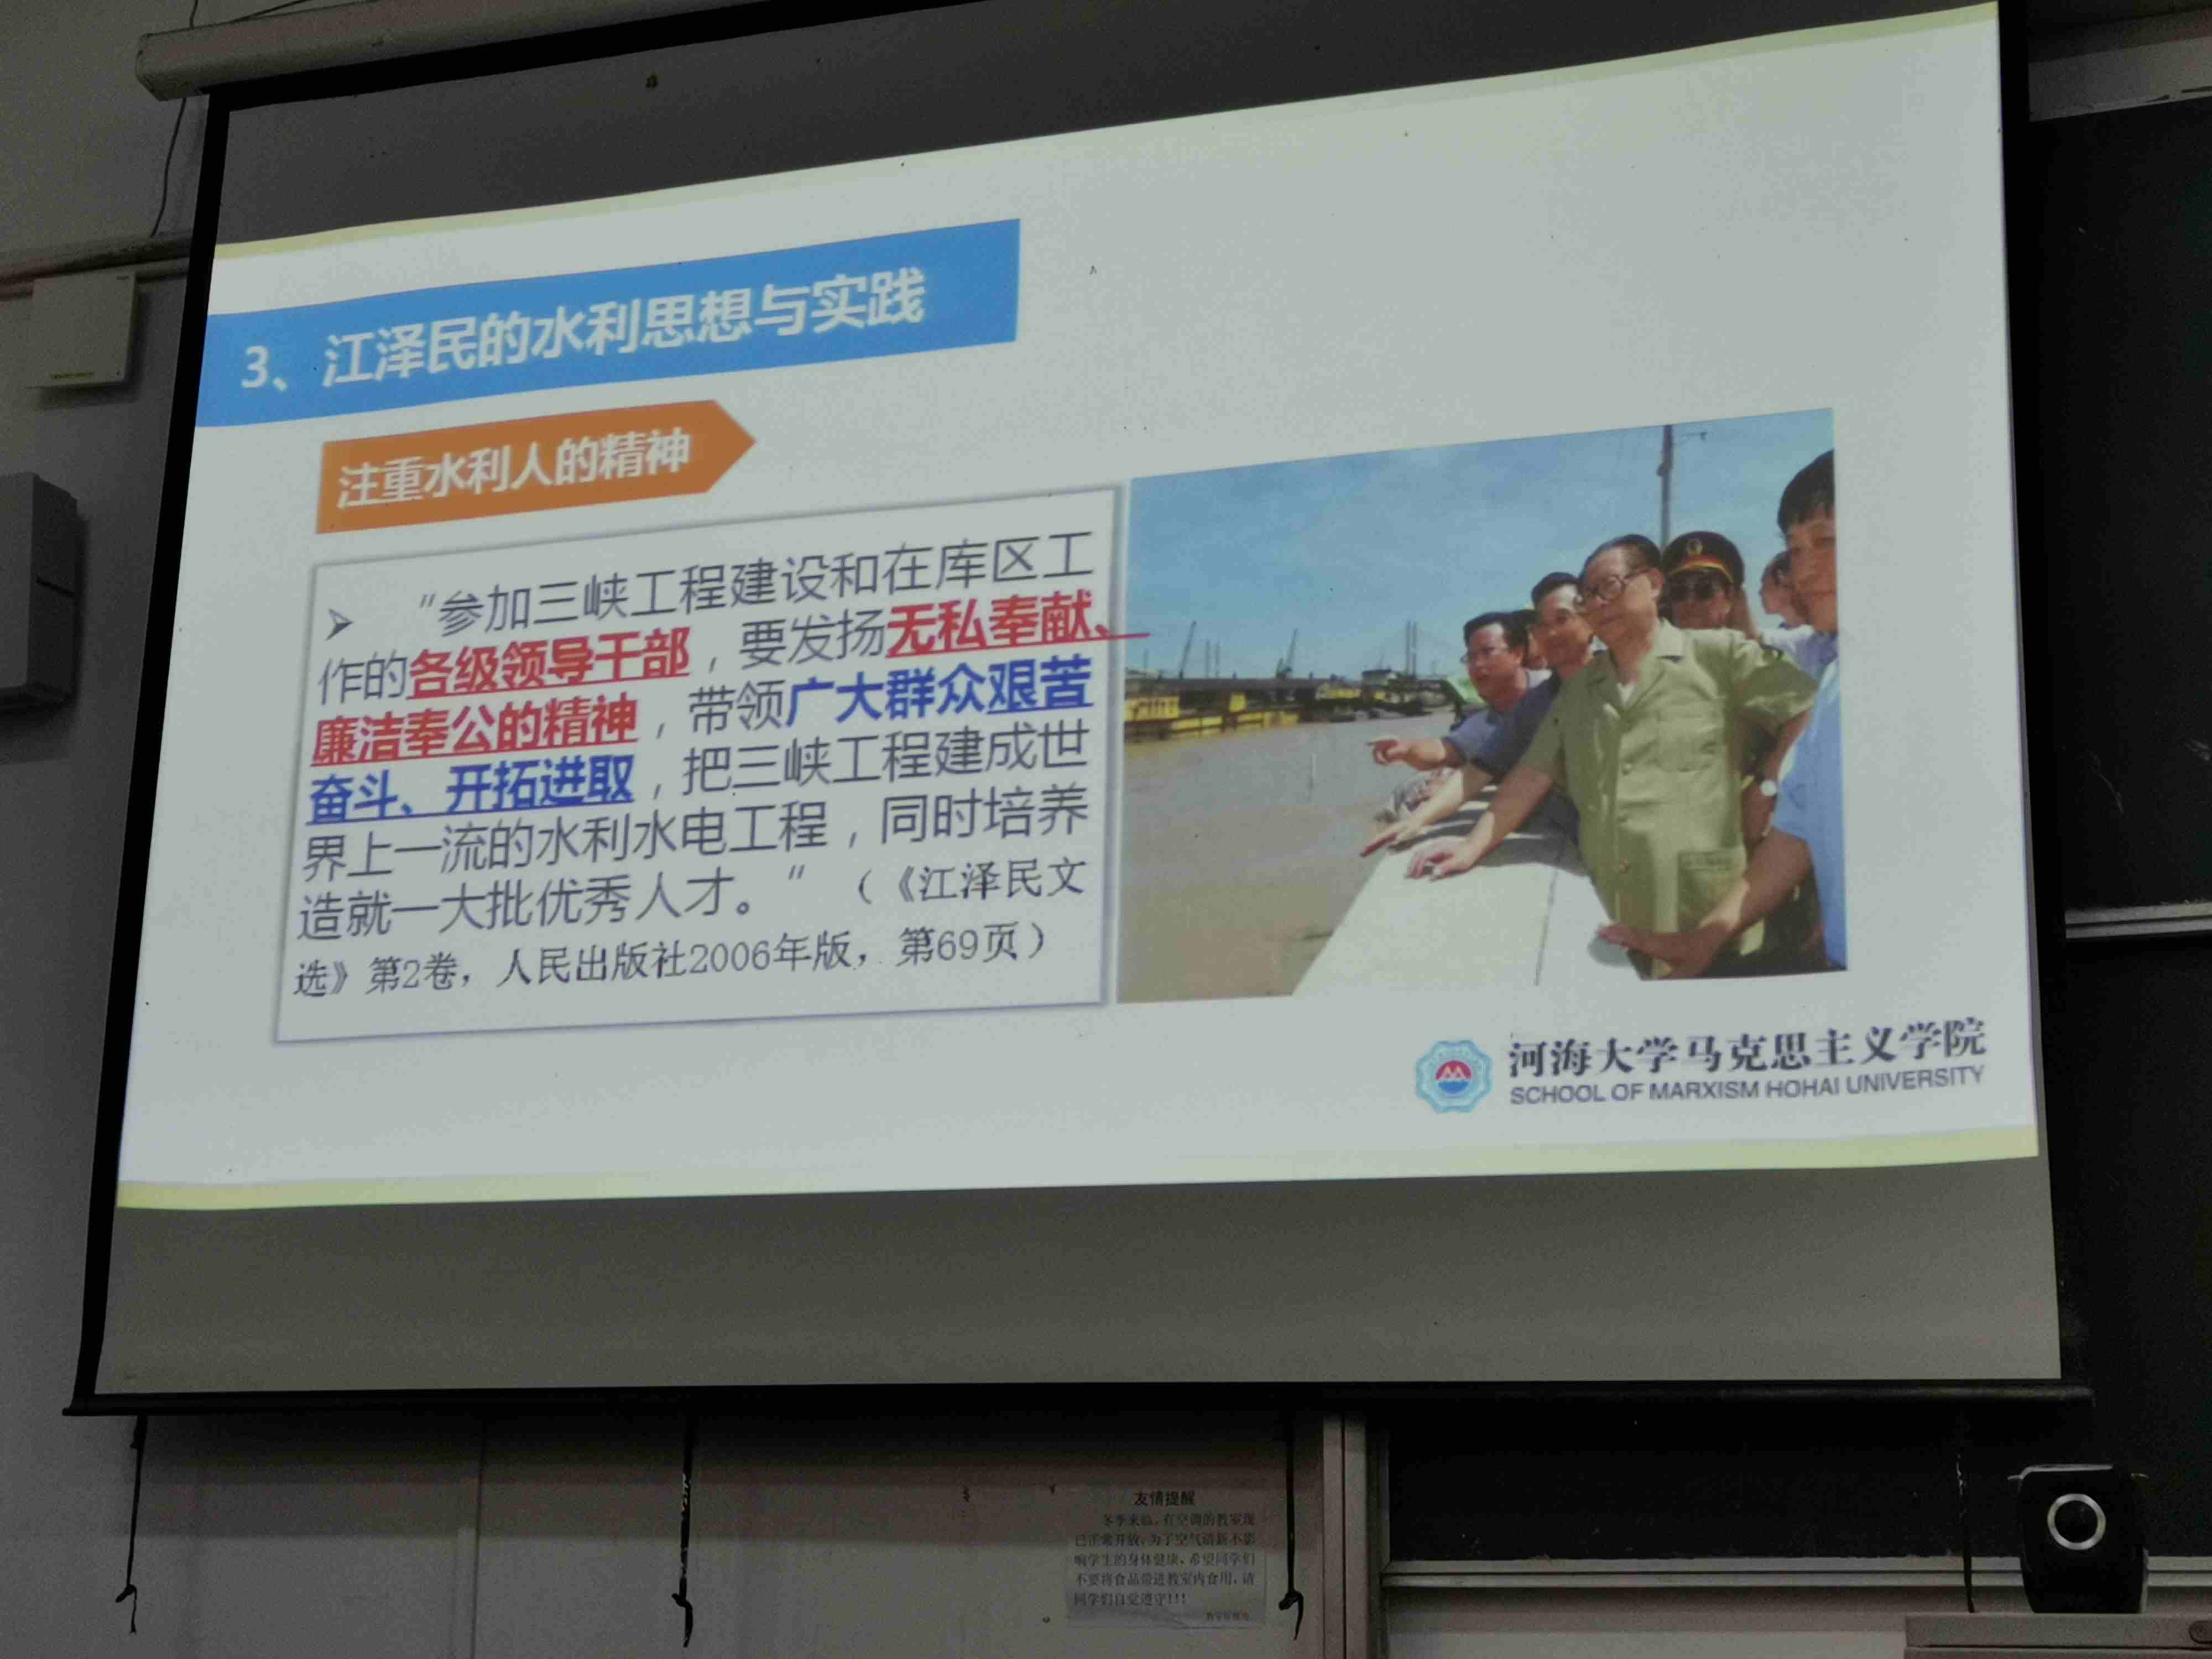 3、江泽民的水利思想与实践
注重水利人的精神
➢ “参加三峡工程建设和在库区工
作的各级领导干部，要发扬无私奉献、
廉洁奉公的精神，带领广大群众艰苦
奋斗、开拓进取，把三峡工程建成世
界上一流的水利水电工程，同时培养
造就一大批优秀人才。”（《江泽民文
选》第2卷，人民出版社2006年版，第69页）
河海大学马克思主义学院
SCHOOL OF MARXISM HOHAI UNIVERSITY
友情提醒
冬季来临，有空调的教室现
已正常开放，为了空气清新不影
响学生的身体健康，希望同学们
不要将食品带进教室内食用，请
同学们自觉遵守!!!